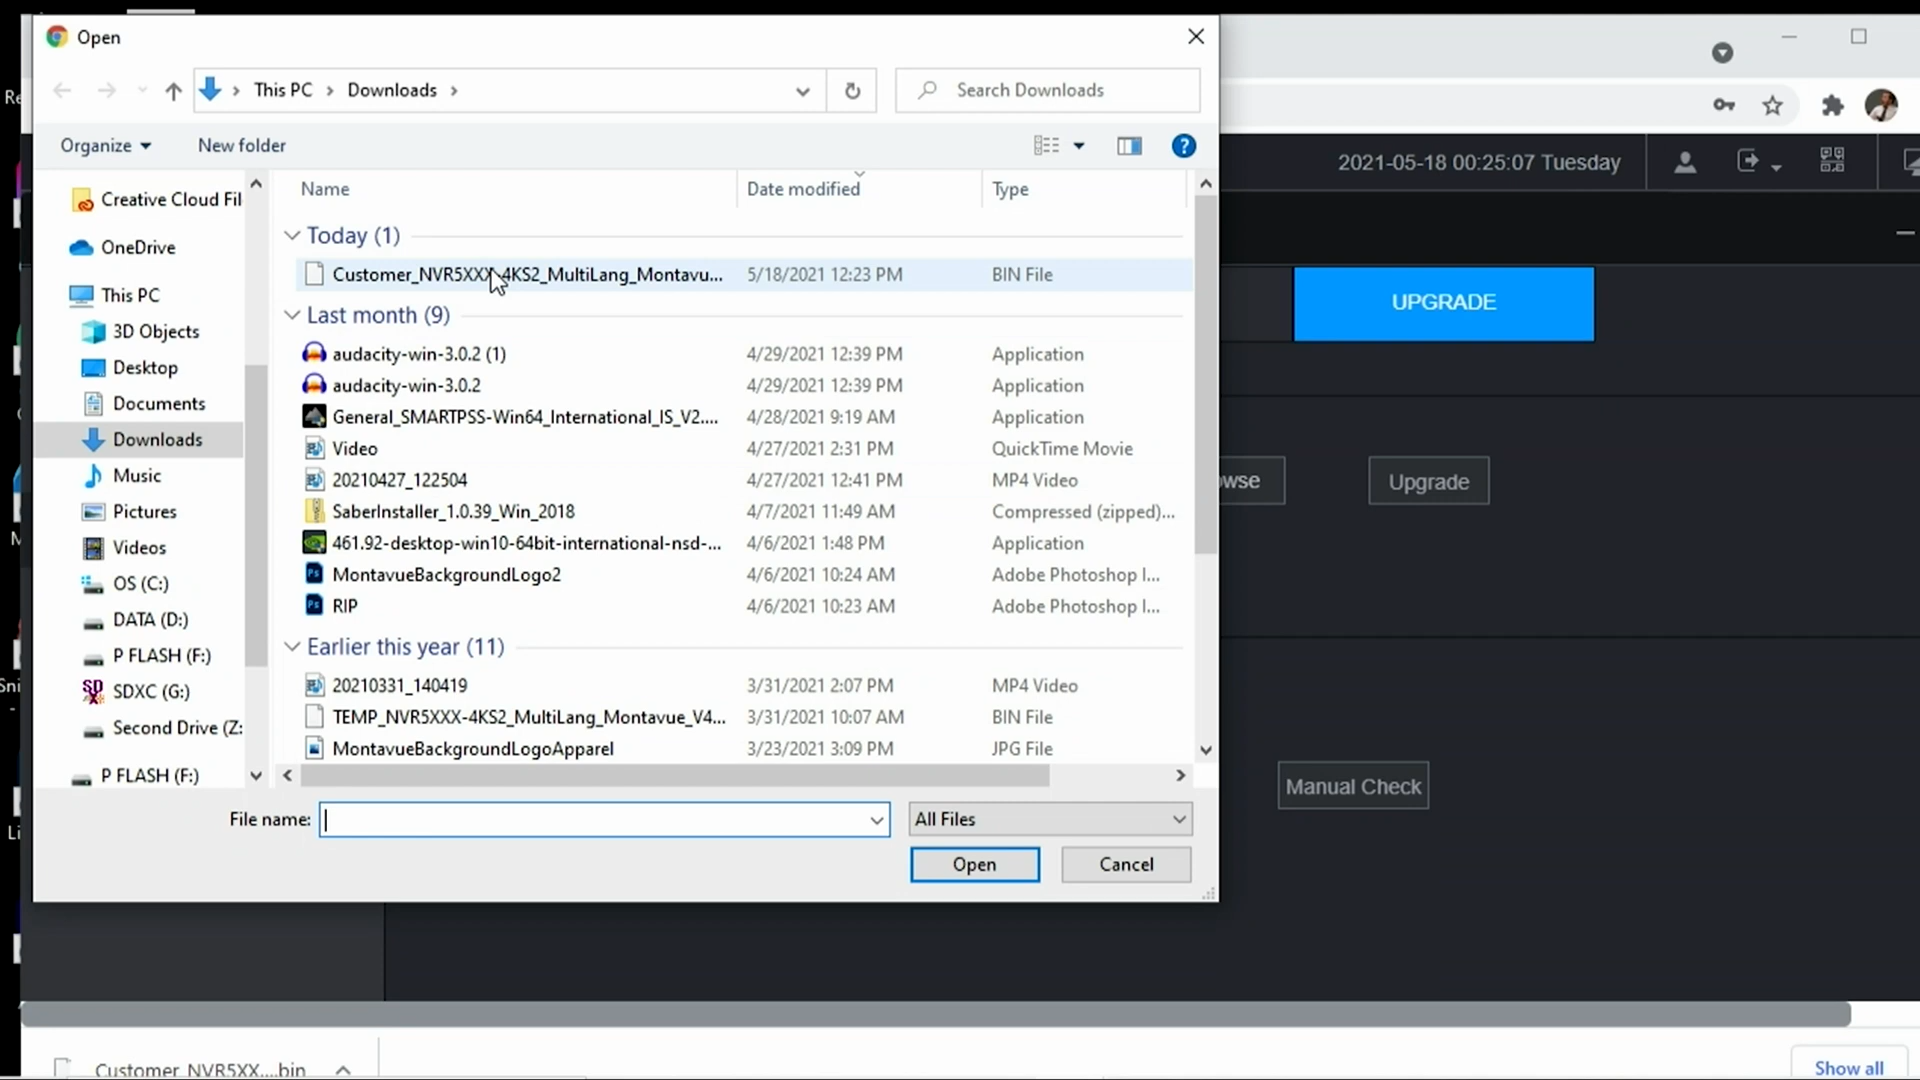 Open
This PC > Downloads >
Search Downloads
Organize
New folder
2021-05-18 00:25:07 Tuesday
Name
Date modified
Type
Creative Cloud Fil
OneDrive
This PC
3D Objects
Desktop
Documents
Downloads
Music
Pictures
Videos
OS (C:)
DATA (D:)
P FLASH (F:)
SDXC (G:)
Second Drive (Z:
P FLASH (F:)
Today (1)
Customer_NVR5XXX-4KS2_MultiLang_Montavu... 5/18/2021 12:23 PM BIN File
Last month (9)
audacity-win-3.0.2 (1) 4/29/2021 12:39 PM Application
audacity-win-3.0.2 4/29/2021 12:39 PM Application
General_SMARTPSS-Win64_International_IS_V2.... 4/28/2021 9:19 AM Application
Video 4/27/2021 2:31 PM QuickTime Movie
20210427_122504 4/27/2021 12:41 PM MP4 Video
SaberInstaller_1.0.39_Win_2018 4/7/2021 11:49 AM Compressed (zipped)...
461.92-desktop-win10-64bit-international-nsd-... 4/6/2021 1:48 PM Application
MontavueBackgroundLogo2 4/6/2021 10:24 AM Adobe Photoshop I...
RIP 4/6/2021 10:23 AM Adobe Photoshop I...
Earlier this year (11)
20210331_140419 3/31/2021 2:07 PM MP4 Video
TEMP_NVR5XXX-4KS2_MultiLang_Montavue_V4... 3/31/2021 10:07 AM BIN File
MontavueBackgroundLogoApparel 3/23/2021 3:09 PM JPG File
File name:
All Files
Open
Cancel
UPGRADE
owse
Upgrade
Manual Check
Customer_NVR5XX....bin
Show all